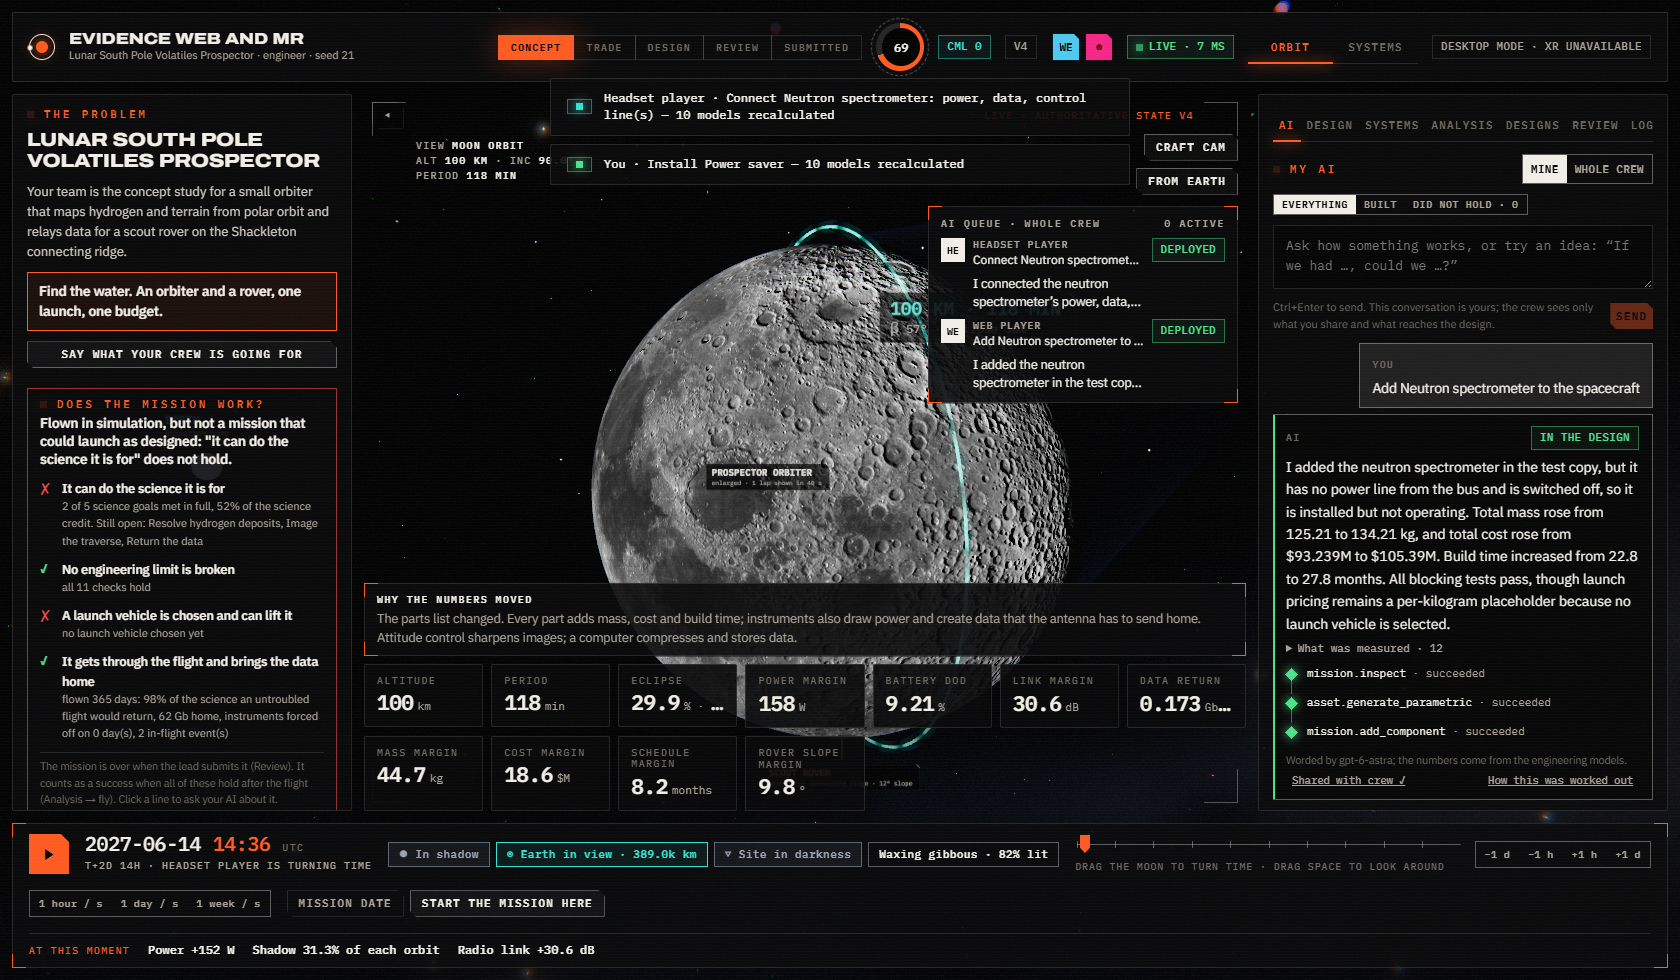 EVIDENCE WEB AND MR
Lunar South Pole Volatiles Prospector · engineer · seed 21
CONCEPT
TRADE
DESIGN
REVIEW
SUBMITTED
69
CML 0
V4
WE
LIVE · 7 MS
ORBIT
SYSTEMS
DESKTOP MODE · XR UNAVAILABLE
THE PROBLEM
LUNAR SOUTH POLE
VOLATILES PROSPECTOR
Your team is the concept study for a small orbiter
that maps hydrogen and terrain from polar orbit and
relays data for a scout rover on the Shackleton
connecting ridge.
Find the water. An orbiter and a rover, one
launch, one budget.
SAY WHAT YOUR CREW IS GOING FOR
DOES THE MISSION WORK?
Flown in simulation, but not a mission that
could launch as designed: "it can do the
science it is for" does not hold.
✗ It can do the science it is for
2 of 5 science goals met in full, 52% of the science
credit. Still open: Resolve hydrogen deposits, Image
the traverse, Return the data
✓ No engineering limit is broken
all 11 checks hold
✗ A launch vehicle is chosen and can lift it
no launch vehicle chosen yet
✓ It gets through the flight and brings the data
home
flown 365 days: 98% of the science an untroubled
flight would return, 62 Gb home, instruments forced
off on 0 day(s), 2 in-flight event(s)
The mission is over when the lead submits it (Review). It
counts as a success when all of these hold after the flight
(Analysis → fly). Click a line to ask your AI about it.
Headset player · Connect Neutron spectrometer: power, data, control
line(s) — 10 models recalculated
You · Install Power saver — 10 models recalculated
LIVE · AUTHORITATIVE STATE V4
VIEW MOON ORBIT
ALT 100 KM · INC 90.
PERIOD 118 MIN
CRAFT CAM
FROM EARTH
AI QUEUE · WHOLE CREW
0 ACTIVE
HE
HEADSET PLAYER
Connect Neutron spectromet...
DEPLOYED
I connected the neutron
spectrometer's power, data,...
WE
WEB PLAYER
Add Neutron spectrometer to ...
DEPLOYED
I added the neutron
spectrometer in the test cop...
100 KM · 118 MIN
β 57°
PROSPECTOR ORBITER
enlarged · 1 lap shown in 40 s
WHY THE NUMBERS MOVED
The parts list changed. Every part adds mass, cost and build time; instruments also draw power and create data that the antenna has to send home.
Attitude control sharpens images; a computer compresses and stores data.
ALTITUDE
100 km
PERIOD
118 min
ECLIPSE
29.9 % · ...
POWER MARGIN
158 W
BATTERY DOD
9.21 %
LINK MARGIN
30.6 dB
DATA RETURN
0.173 Gb...
MASS MARGIN
44.7 kg
COST MARGIN
18.6 $M
SCHEDULE
MARGIN
8.2 months
ROVER SLOPE
MARGIN
9.8 °
SCOUT ROVER
· 12° slope
AI
DESIGN
SYSTEMS
ANALYSIS
DESIGNS
REVIEW
LOG
MY AI
MINE
WHOLE CREW
EVERYTHING
BUILT
DID NOT HOLD · 0
Ask how something works, or try an idea: “If
we had …, could we …?”
Ctrl+Enter to send. This conversation is yours; the crew sees only
what you share and what reaches the design.
SEND
YOU
Add Neutron spectrometer to the spacecraft
AI
IN THE DESIGN
I added the neutron spectrometer in the test copy, but it
has no power line from the bus and is switched off, so it
is installed but not operating. Total mass rose from
125.21 to 134.21 kg, and total cost rose from
$93.239M to $105.39M. Build time increased from 22.8
to 27.8 months. All blocking tests pass, though launch
pricing remains a per-kilogram placeholder because no
launch vehicle is selected.
▶ What was measured · 12
mission.inspect · succeeded
asset.generate_parametric · succeeded
mission.add_component · succeeded
Worded by gpt-6-astra; the numbers come from the engineering models.
Shared with crew ✓
How this was worked out
2027-06-14 14:36 UTC
T+2D 14H · HEADSET PLAYER IS TURNING TIME
In shadow
Earth in view · 389.0k km
Site in darkness
Waxing gibbous · 82% lit
DRAG THE MOON TO TURN TIME · DRAG SPACE TO LOOK AROUND
−1 d
−1 h
+1 h
+1 d
1 hour / s
1 day / s
1 week / s
MISSION DATE
START THE MISSION HERE
AT THIS MOMENT
Power +152 W
Shadow 31.3% of each orbit
Radio link +30.6 dB